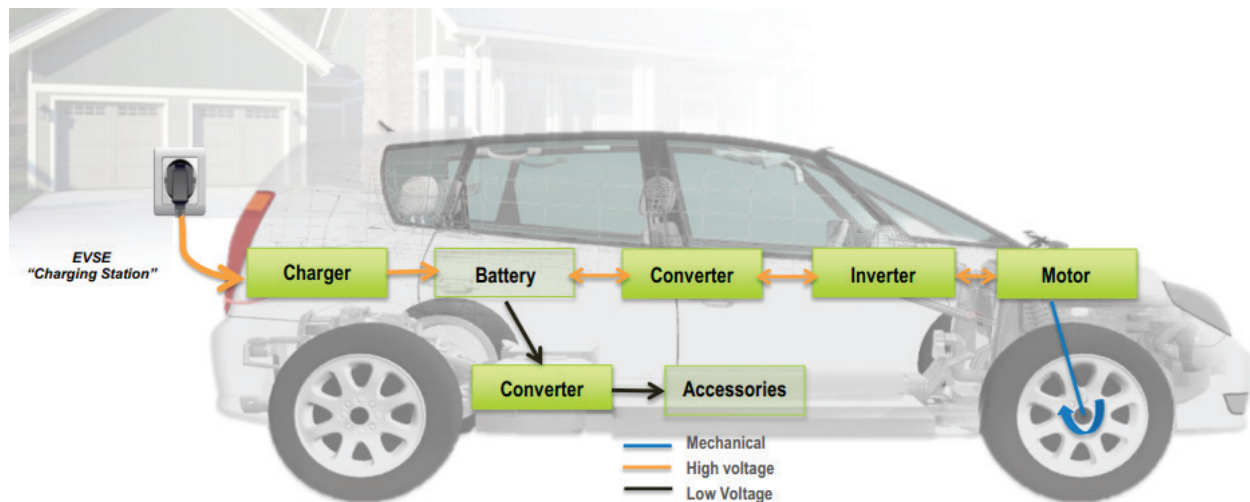 EVSE
“Charging Station”
Charger
Battery
Converter
Inverter
Motor
Converter
Accessories
Mechanical
High voltage
Low Voltage